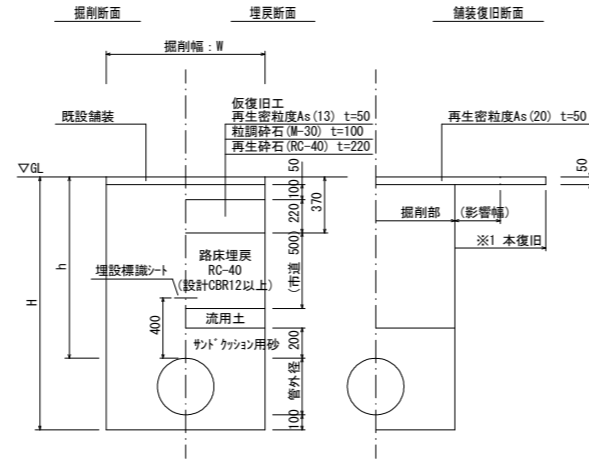 掘削断面
埋戻断面
舗装復旧断面
掘削幅：W
仮復旧工
再生密粒度As(13) t=50
粒調砕石(M-30) t=100
再生砕石(RC-40) t=220
既設舗装
再生密粒度As(20) t=50
▽GL
50
100
220
370
50
掘削部
(影響幅)
※1 本復旧
h
H
路床埋戻
RC-40
(設計CBR12以上)
(市道 500)
埋設標識シート
400
流用土
サンドクッション用砂
200
管外径
100